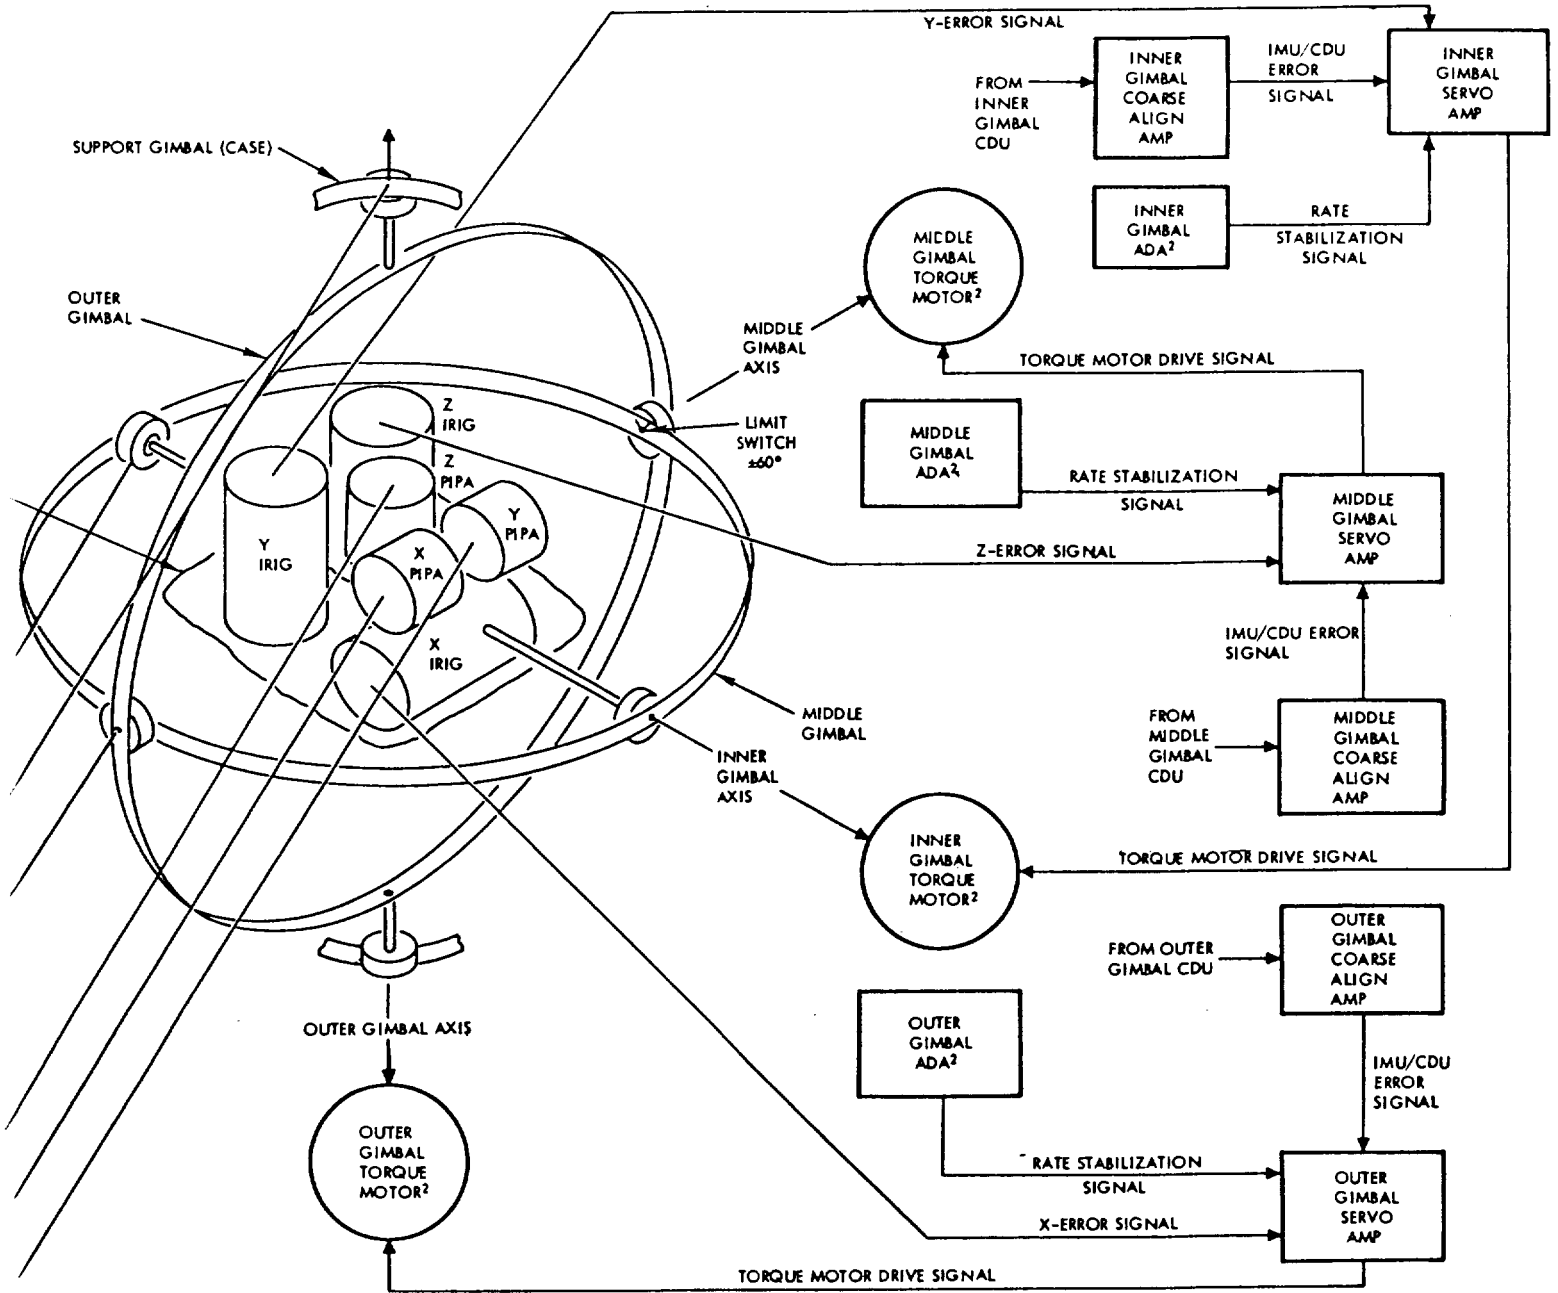 Y-ERROR SIGNAL
FROM
INNER
GIMBAL
CDU
INNER
GIMBAL
COARSE
ALIGN
AMP
IMU/CDU
ERROR
SIGNAL
INNER
GIMBAL
SERVO
AMP
SUPPORT GIMBAL (CASE)
INNER
GIMBAL
ADA²
RATE
STABILIZATION
SIGNAL
MIDDLE
GIMBAL
TORQUE
MOTOR²
OUTER
GIMBAL
MIDDLE
GIMBAL
AXIS
TORQUE MOTOR DRIVE SIGNAL
Z
IRIG
LIMIT
SWITCH
±60°
MIDDLE
GIMBAL
ADA²
Z
PIPA
RATE STABILIZATION
SIGNAL
MIDDLE
GIMBAL
SERVO
AMP
Y
PIPA
Y
IRIG
X
PIPA
Z-ERROR SIGNAL
X
IRIG
IMU/CDU ERROR
SIGNAL
MIDDLE
GIMBAL
FROM
MIDDLE
GIMBAL
CDU
MIDDLE
GIMBAL
COARSE
ALIGN
AMP
INNER
GIMBAL
AXIS
INNER
GIMBAL
TORQUE
MOTOR²
TORQUE MOTOR DRIVE SIGNAL
FROM OUTER
GIMBAL CDU
OUTER
GIMBAL
COARSE
ALIGN
AMP
OUTER GIMBAL AXIS
OUTER
GIMBAL
ADA²
IMU/CDU
ERROR
SIGNAL
OUTER
GIMBAL
TORQUE
MOTOR²
RATE STABILIZATION
SIGNAL
OUTER
GIMBAL
SERVO
AMP
X-ERROR SIGNAL
TORQUE MOTOR DRIVE SIGNAL